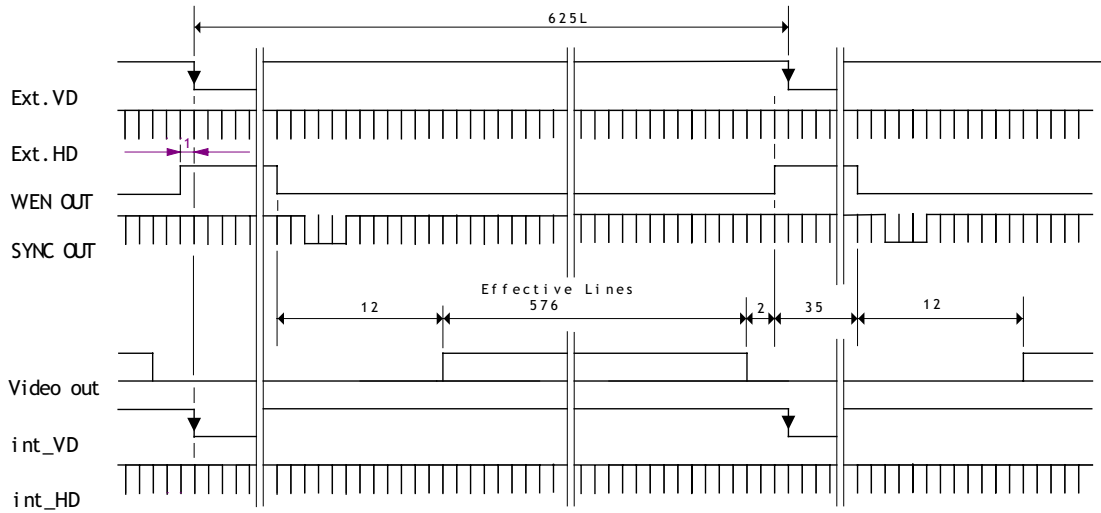 625L
Ext.VD
Ext.HD
1
WEN OUT
SYNC OUT
Effective Lines
12 576 2 35 12
Video out
int_VD
int_HD